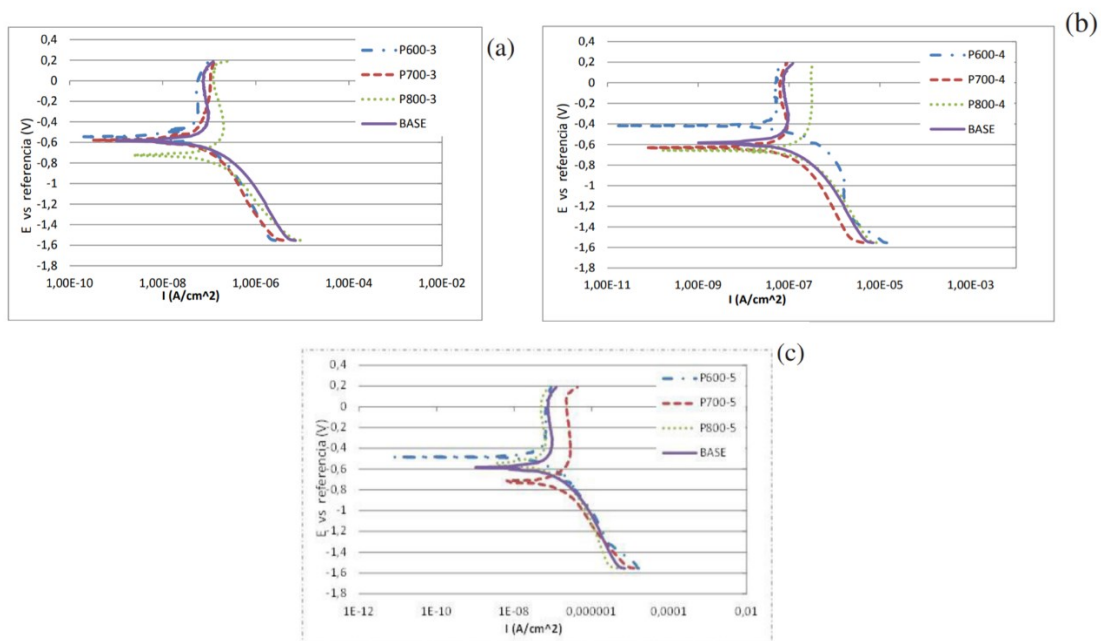 (a)
0,4
0,2
0
-0,2
-0,4
-0,6
-0,8
-1
-1,2
-1,4
-1,6
-1,8
E vs referencia (V)
P600-3
P700-3
P800-3
BASE
1,00E-10 1,00E-08 1,00E-06 1,00E-04 1,00E-02
I (A/cm^2)
(b)
0,4
0,2
0
-0,2
-0,4
-0,6
-0,8
-1
-1,2
-1,4
-1,6
-1,8
E vs referencia (V)
P600-4
P700-4
P800-4
BASE
1,00E-11 1,00E-09 1,00E-07 1,00E-05 1,00E-03
I (A/cm^2)
(c)
0,4
0,2
0
-0,2
-0,4
-0,6
-0,8
-1
-1,2
-1,4
-1,6
-1,8
E vs referencia (V)
P600-5
P700-5
P800-5
BASE
1E-12 1E-10 1E-08 0,000001 0,0001 0,01
I (A/cm^2)